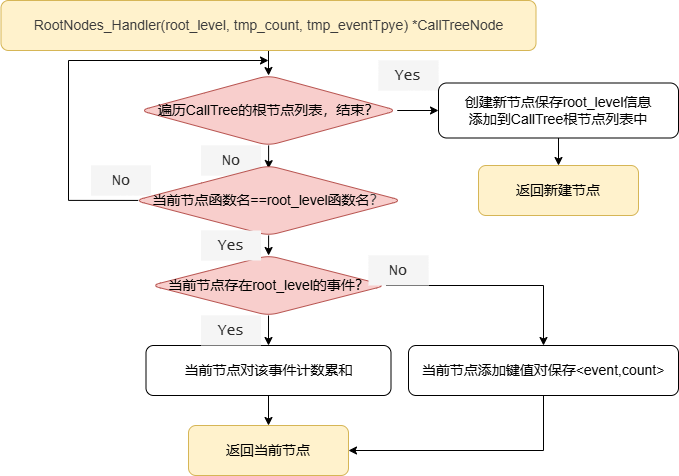 RootNodes_Handler(root_level, tmp_count, tmp_eventTpye) *CallTreeNode
Yes
遍历CallTree的根节点列表，结束？
创建新节点保存root_level信息
添加到CallTree根节点列表中
No
No
返回新建节点
当前节点函数名==root_level函数名？
Yes
No
当前节点存在root_level的事件？
Yes
当前节点对该事件计数累和
当前节点添加键值对保存<event,count>
返回当前节点